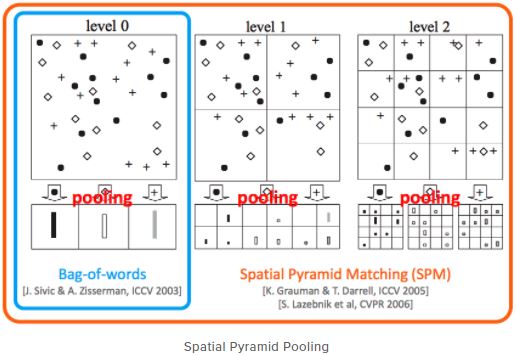 level 0
level 1
level 2
pooling
pooling
pooling
Bag-of-words
[J. Sivic & A. Zisserman, ICCV 2003]
Spatial Pyramid Matching (SPM)
[K. Grauman & T. Darrell, ICCV 2005]
[S. Lazebnik et al, CVPR 2006]
Spatial Pyramid Pooling